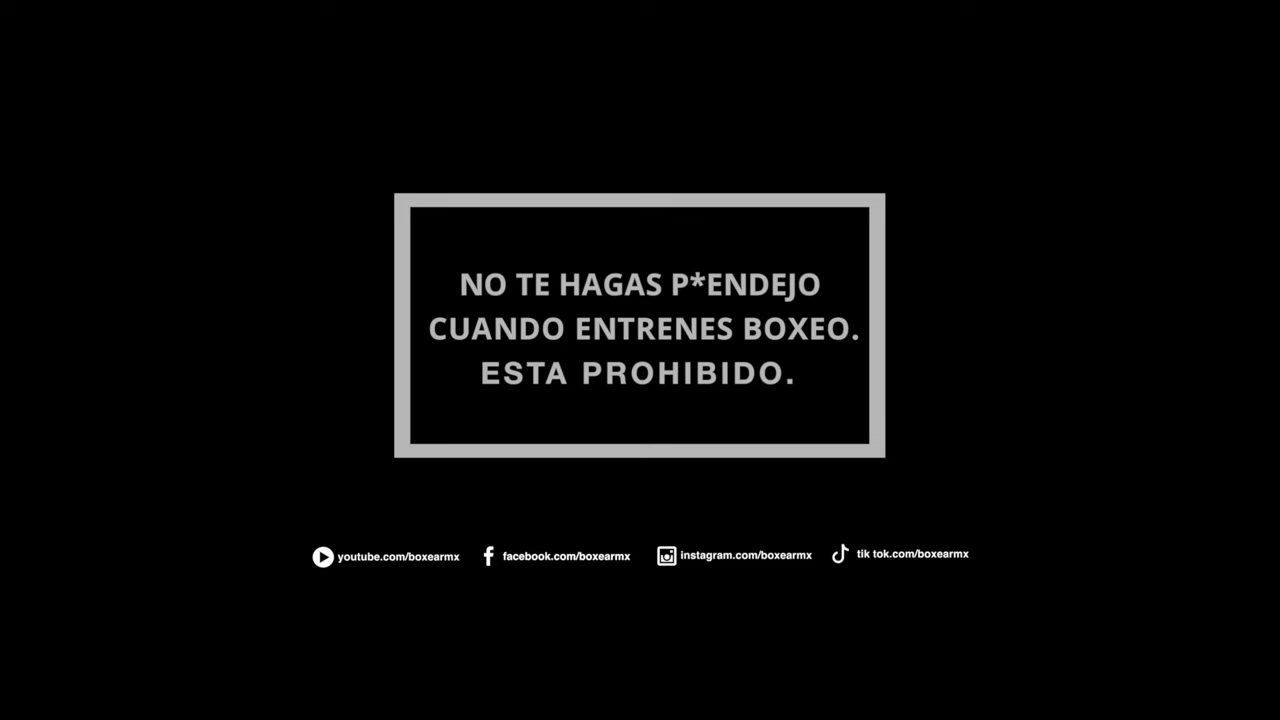 NO TE HAGAS P*ENDEJO
CUANDO ENTRENES BOXEO.
ESTA PROHIBIDO.
youtube.com/boxearmx facebook.com/boxearmx instagram.com/boxearmx tik tok.com/boxearmx